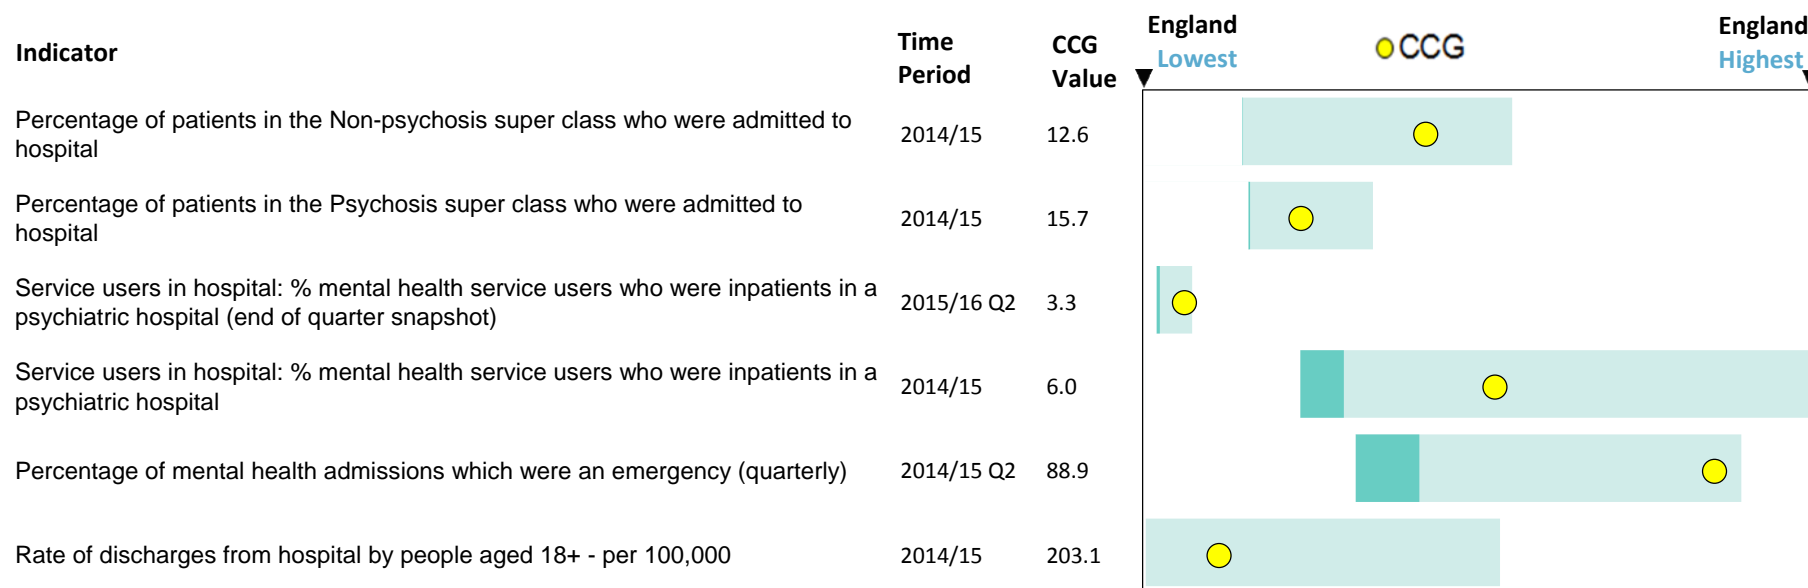 Indicator
Time
Period
CCG
Value
England
Lowest
CCG
England
Highest
Percentage of patients in the Non-psychosis super class who were admitted to
hospital
2014/15
12.6
Percentage of patients in the Psychosis super class who were admitted to
hospital
2014/15
15.7
Service users in hospital: % mental health service users who were inpatients in a
psychiatric hospital (end of quarter snapshot)
2015/16 Q2
3.3
Service users in hospital: % mental health service users who were inpatients in a
psychiatric hospital
2014/15
6.0
Percentage of mental health admissions which were an emergency (quarterly)
2014/15 Q2
88.9
Rate of discharges from hospital by people aged 18+ - per 100,000
2014/15
203.1